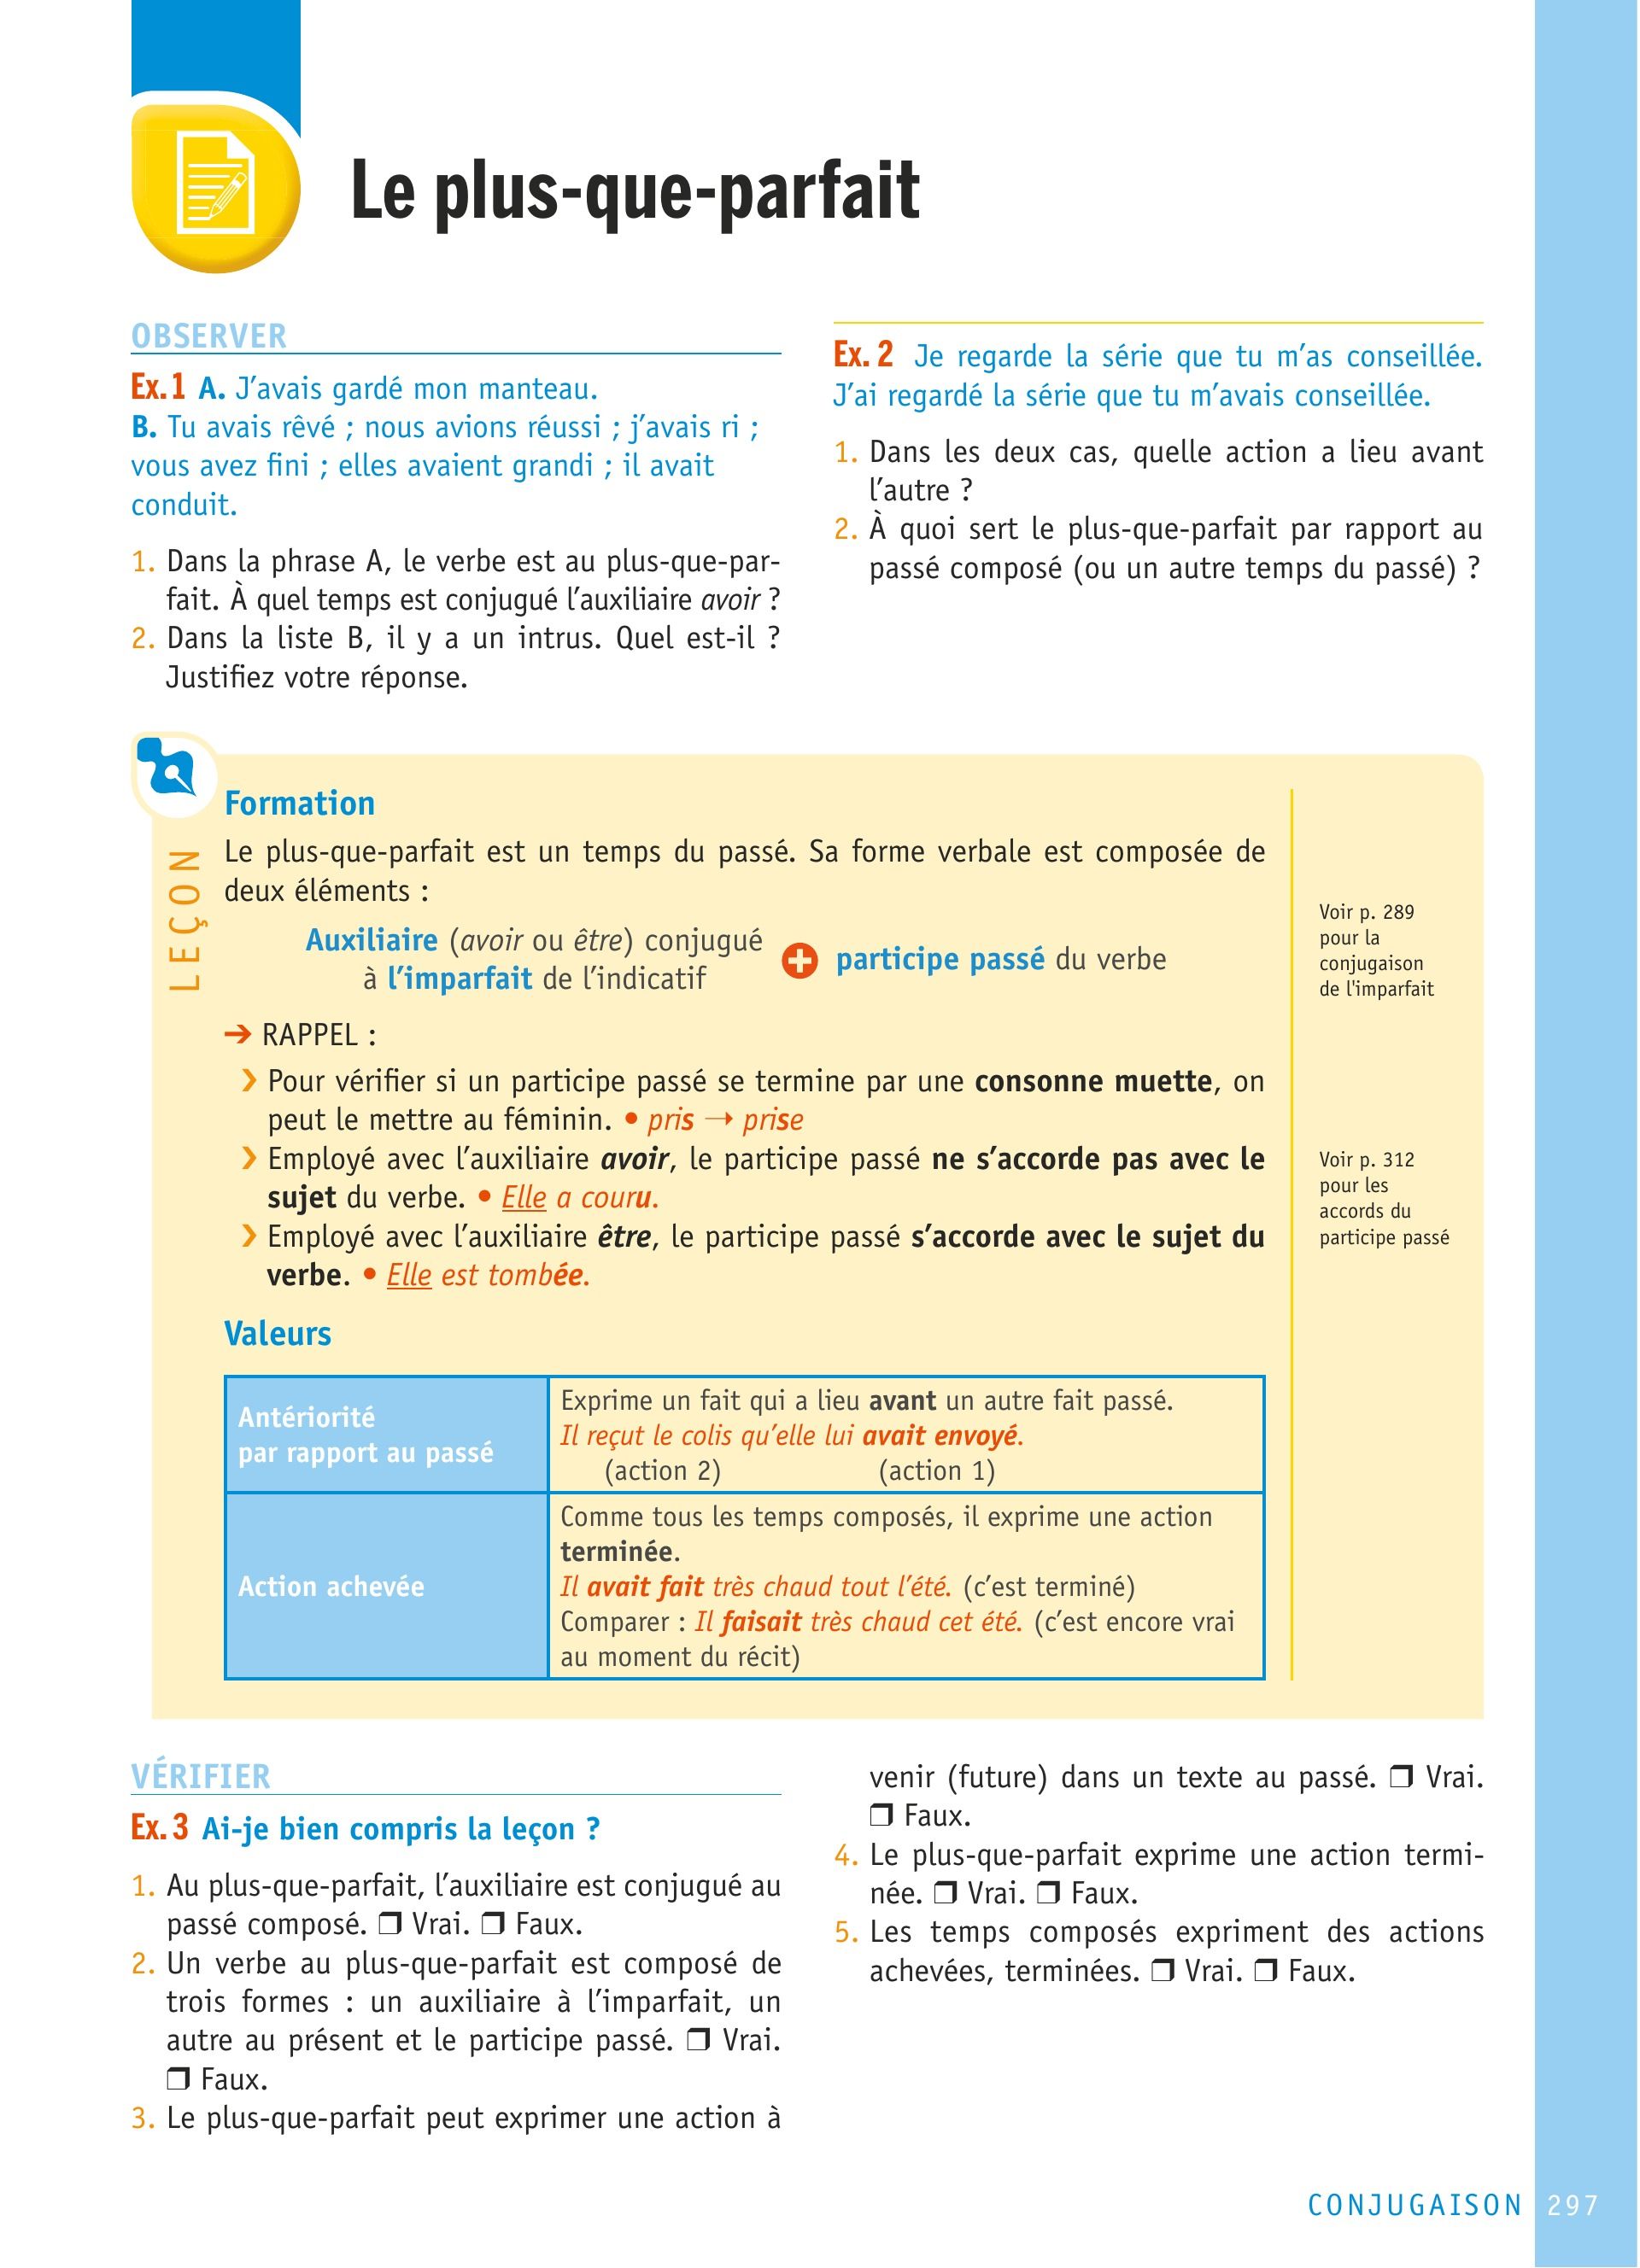 Le plus-que-parfait
OBSERVER
Ex. 1 A. J’avais gardé mon manteau.
B. Tu avais rêvé ; nous avions réussi ; j’avais ri ;
vous avez fini ; elles avaient grandi ; il avait
conduit.
1. Dans la phrase A, le verbe est au plus-que-par-
fait. À quel temps est conjugué l’auxiliaire avoir ?
2. Dans la liste B, il y a un intrus. Quel est-il ?
Justifiez votre réponse.
Ex. 2 Je regarde la série que tu m’as conseillée.
J’ai regardé la série que tu m’avais conseillée.
1. Dans les deux cas, quelle action a lieu avant
l’autre ?
2. À quoi sert le plus-que-parfait par rapport au
passé composé (ou un autre temps du passé) ?
LEÇON
Formation
Le plus-que-parfait est un temps du passé. Sa forme verbale est composée de
deux éléments :
Auxiliaire (avoir ou être) conjugué
à l’imparfait de l’indicatif
+ participe passé du verbe
Voir p. 289
pour la
conjugaison
de l'imparfait
➔ RAPPEL :
› Pour vérifier si un participe passé se termine par une consonne muette, on
peut le mettre au féminin. • pris → prise
› Employé avec l’auxiliaire avoir, le participe passé ne s’accorde pas avec le
sujet du verbe. • Elle a couru.
› Employé avec l’auxiliaire être, le participe passé s’accorde avec le sujet du
verbe. • Elle est tombée.
Voir p. 312
pour les
accords du
participe passé
Valeurs
Antériorité
par rapport au passé
Exprime un fait qui a lieu avant un autre fait passé.
Il reçut le colis qu’elle lui avait envoyé.
(action 2) (action 1)
Action achevée
Comme tous les temps composés, il exprime une action
terminée.
Il avait fait très chaud tout l’été. (c’est terminé)
Comparer : Il faisait très chaud cet été. (c’est encore vrai
au moment du récit)
VÉRIFIER
Ex. 3 Ai-je bien compris la leçon ?
1. Au plus-que-parfait, l’auxiliaire est conjugué au
passé composé. ❒ Vrai. ❒ Faux.
2. Un verbe au plus-que-parfait est composé de
trois formes : un auxiliaire à l’imparfait, un
autre au présent et le participe passé. ❒ Vrai.
❒ Faux.
3. Le plus-que-parfait peut exprimer une action à
venir (future) dans un texte au passé. ❒ Vrai.
❒ Faux.
4. Le plus-que-parfait exprime une action termi-
née. ❒ Vrai. ❒ Faux.
5. Les temps composés expriment des actions
achevées, terminées. ❒ Vrai. ❒ Faux.
CONJUGAISON 297